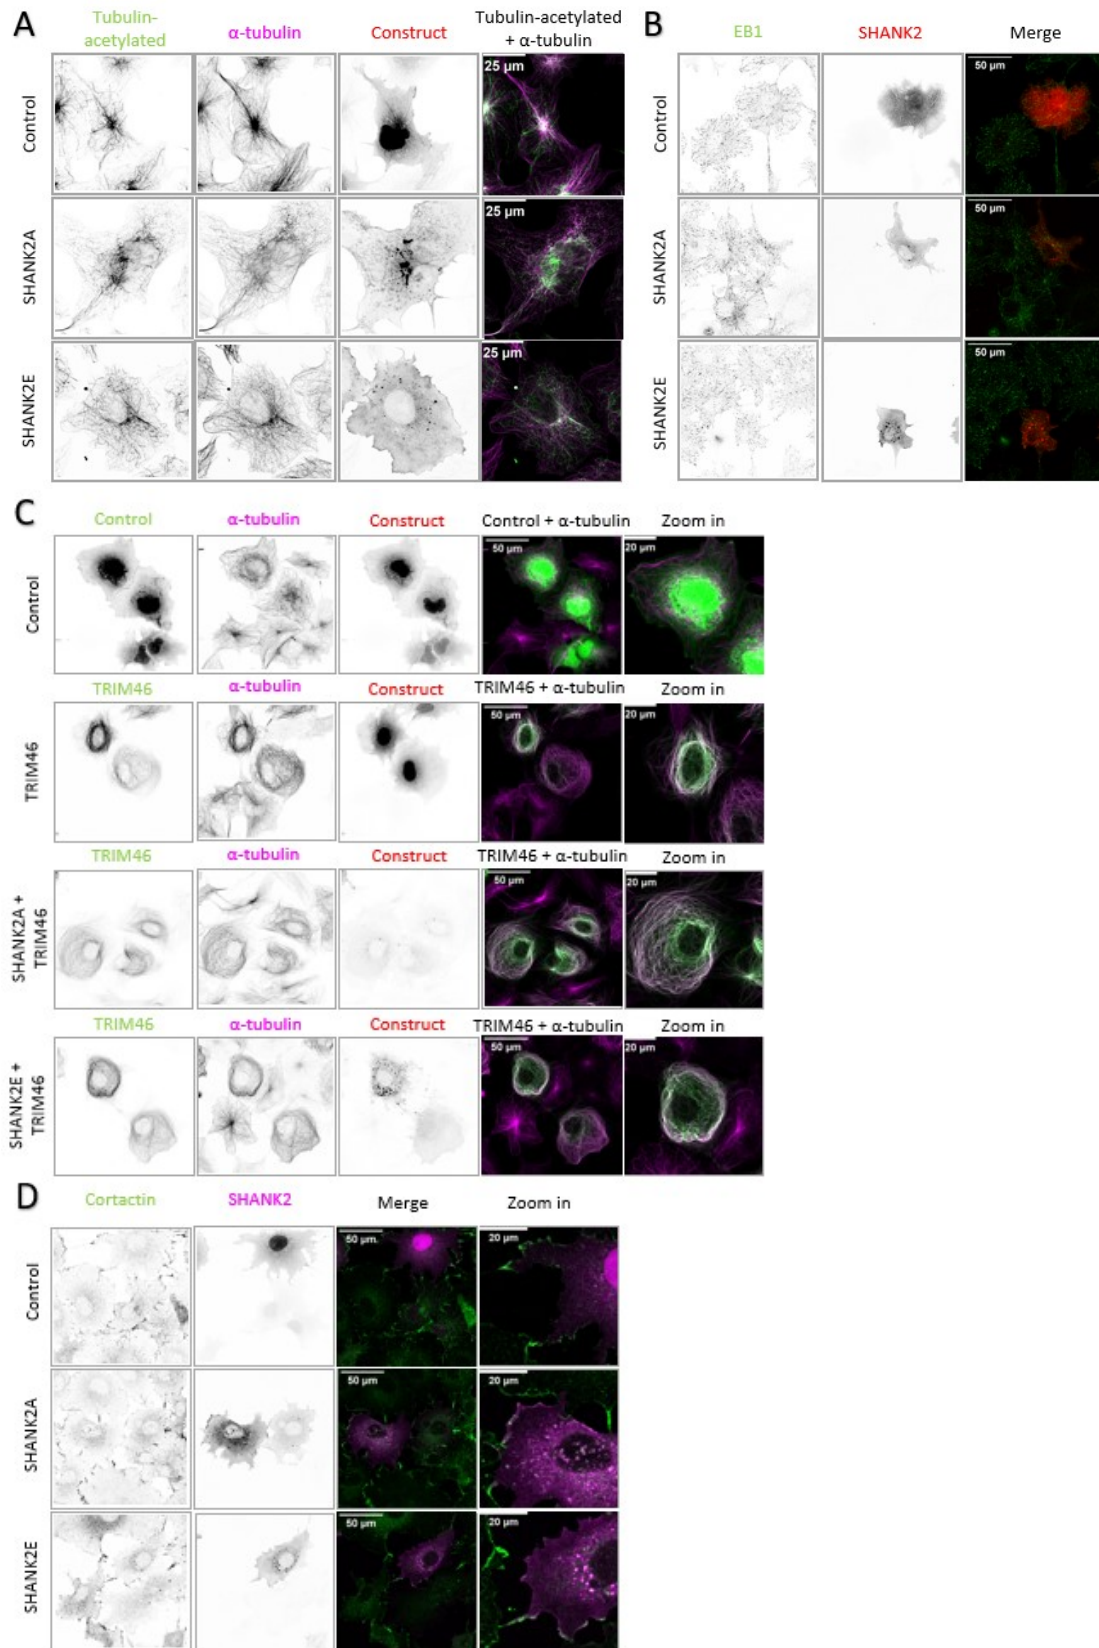 A
Tubulin-
acetylated
α-tubulin
Construct
Tubulin-acetylated
+ α-tubulin
Control
25 µm
SHANK2A
25 µm
SHANK2E
25 µm
B
EB1
SHANK2
Merge
Control
50 µm
SHANK2A
50 µm
SHANK2E
50 µm
C
Control
α-tubulin
Construct
Control + α-tubulin
Zoom in
Control
50 µm
20 µm
TRIM46
α-tubulin
Construct
TRIM46 + α-tubulin
Zoom in
TRIM46
50 µm
20 µm
TRIM46
α-tubulin
Construct
TRIM46 + α-tubulin
Zoom in
SHANK2A +
TRIM46
50 µm
20 µm
TRIM46
α-tubulin
Construct
TRIM46 + α-tubulin
Zoom in
SHANK2E +
TRIM46
50 µm
20 µm
D
Cortactin
SHANK2
Merge
Zoom in
Control
50 µm
20 µm
SHANK2A
50 µm
20 µm
SHANK2E
50 µm
20 µm